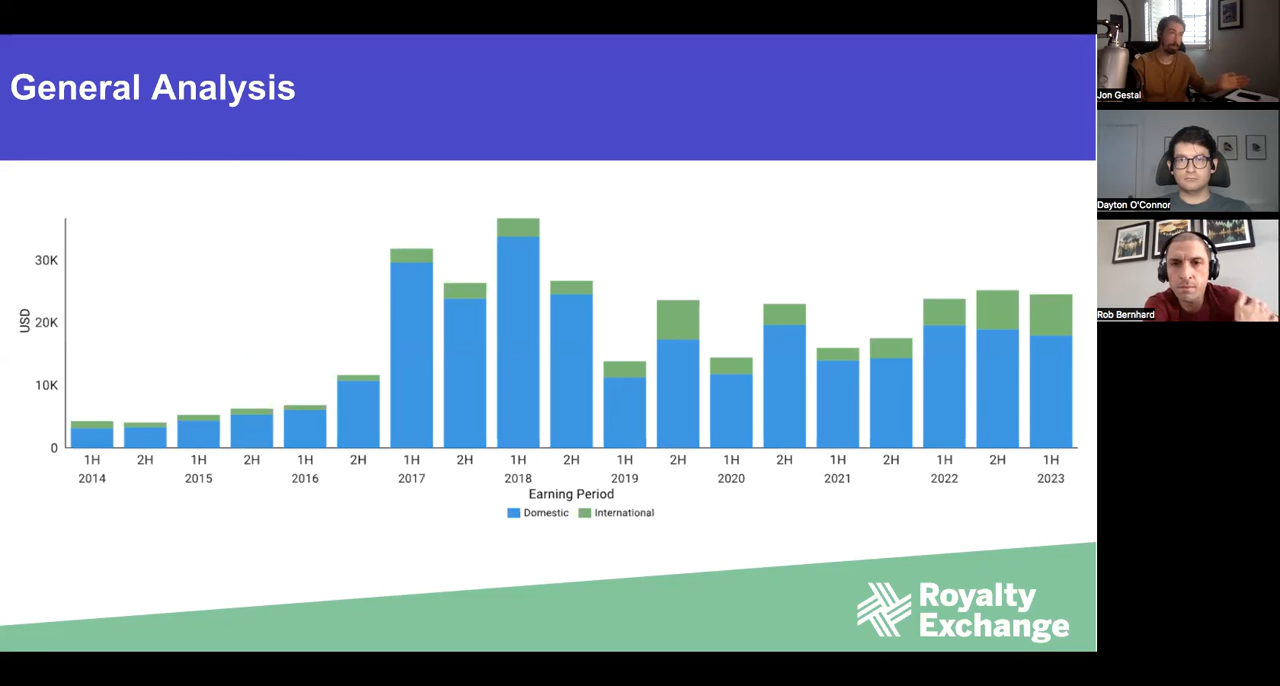 General Analysis
USD
30K
20K
10K
0
1H 2H 1H 2H 1H 2H 1H 2H 1H 2H 1H 2H 1H 2H 1H 2H 1H 2H 1H
2014 2015 2016 2017 2018 2019 2020 2021 2022 2023
Earning Period
Domestic International
Royalty
Exchange
Jon Gestal
Dayton O'Connor
Rob Bernhard